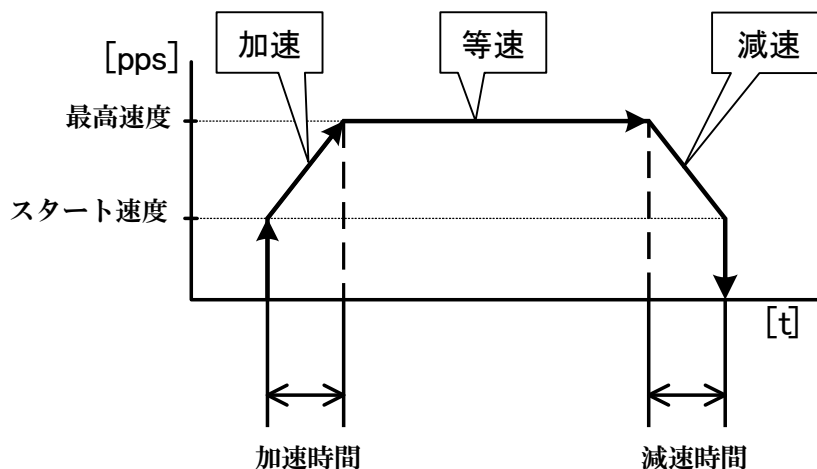 加速
等速
減速
[pps]
最高速度
スタート速度
[t]
加速時間
減速時間